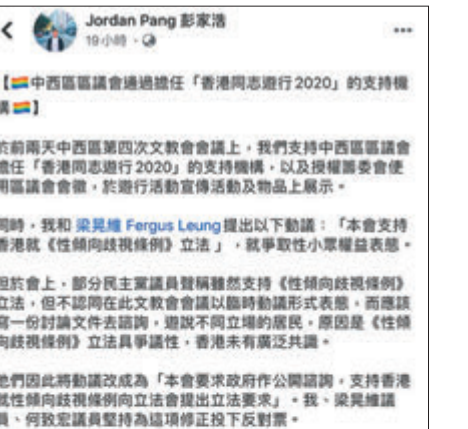 Jordan Pang 彭家浩
19小時
【🏳️‍🌈中西區區議會通過擔任「香港同志遊行2020」的支持機
構🏳️‍🌈】
於前兩天中西區第四次文教會會議上，我們支持中西區區議會
擔任「香港同志遊行2020」的支持機構，以及授權籌委會使
用區議會會徽，於遊行活動宣傳活動及物品上展示。
同時，我和 梁晃維 Fergus Leung提出以下動議：「本會支持
香港就《性傾向歧視條例》立法」，就爭取性小眾權益表態。
但於會上，部分民主黨議員聲稱雖然支持《性傾向歧視條例》
立法，但不認同在此文教會會議以臨時動議形式表態，而應該
寫一份討論文件去諮詢，遊說不同立場的居民，原因是《性傾
向歧視條例》立法具爭議性，香港未有廣泛共識。
他們因此將動議改成為「本會要求政府作公開諮詢，支持香港
就性傾向歧視條例向立法會提出立法要求」。我、梁晃維議
員、何致宏議員堅持為這項修正投下反對票。